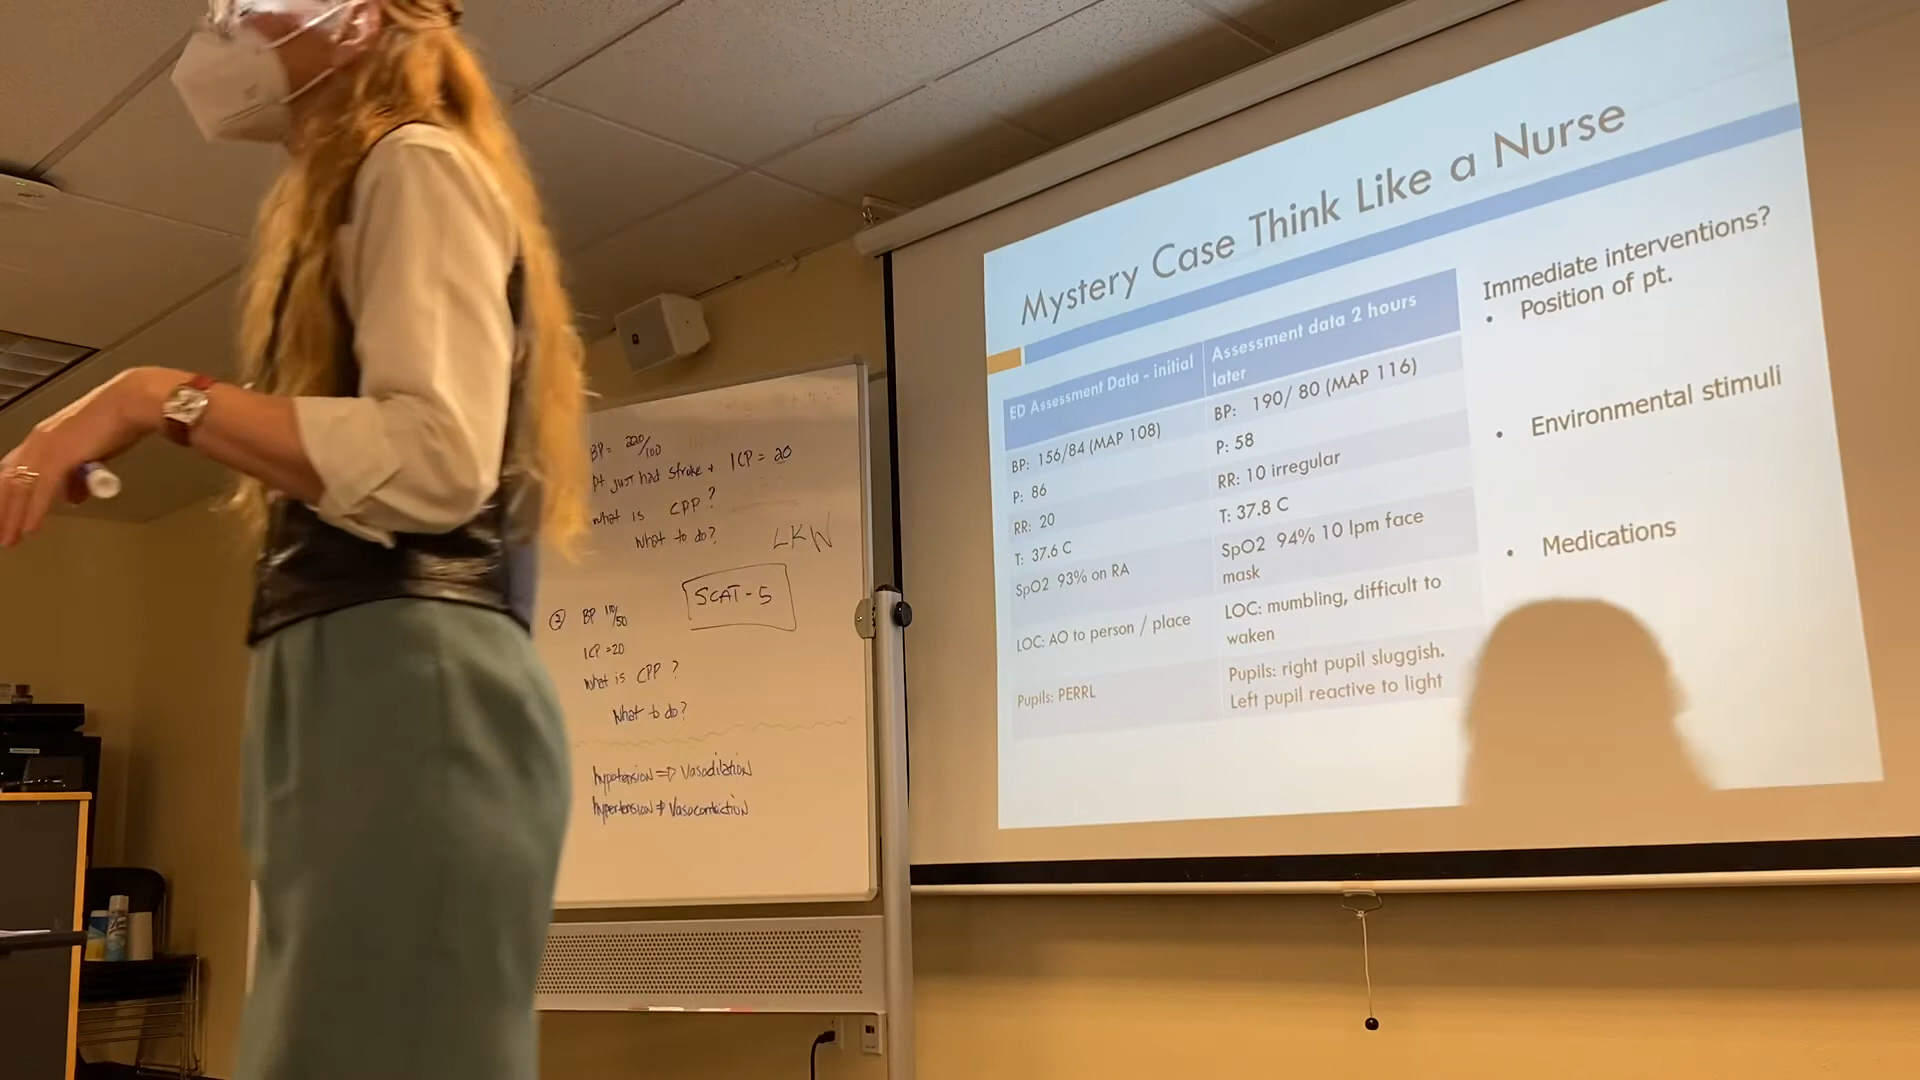 BP= 220/100
pt just had stroke + ICP = 20
what is CPP?
what to do?
LKW
SCAT-5
② BP 110/50
ICP =20
what is CPP ?
what to do?
hypotension => vasodilation
hypertension => vasoconstriction
Mystery Case Think Like a Nurse
ED Assessment Data - initial
Assessment data 2 hours
later
BP: 156/84 (MAP 108)
BP: 190/ 80 (MAP 116)
P: 86
P: 58
RR: 20
RR: 10 irregular
T: 37.6 C
T: 37.8 C
SpO2 93% on RA
SpO2 94% 10 lpm face
mask
LOC: AO to person / place
LOC: mumbling, difficult to
waken
Pupils: PERRL
Pupils: right pupil sluggish.
Left pupil reactive to light
Immediate interventions?
• Position of pt.
• Environmental stimuli
• Medications